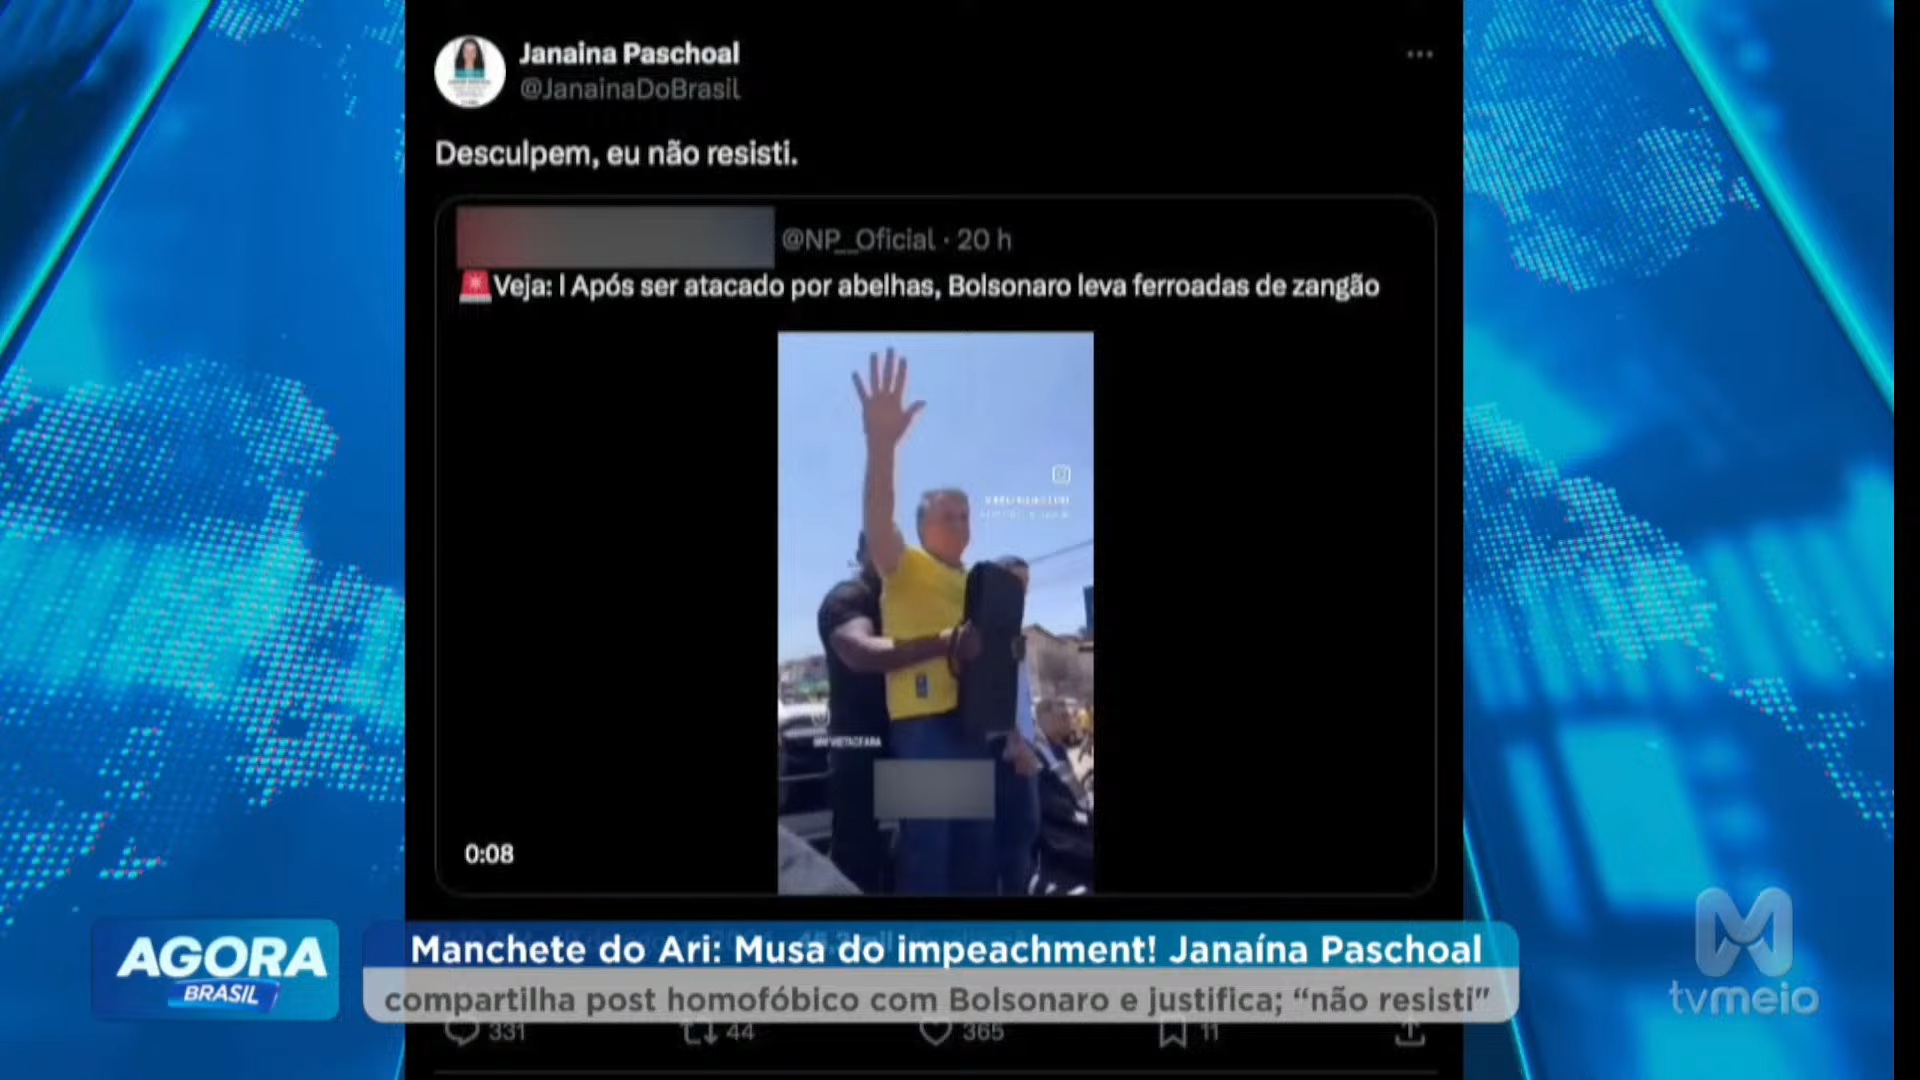 Janaina Paschoal
@JanainaDoBrasil
Desculpem, eu não resisti.
@NP__Oficial · 20 h
🚨Veja: | Após ser atacado por abelhas, Bolsonaro leva ferroadas de zangão
0:08
Manchete do Ari: Musa do impeachment! Janaína Paschoal
compartilha post homofóbico com Bolsonaro e justifica; “não resisti"
AGORA
BRASIL
tvmeio
331
44
365
11